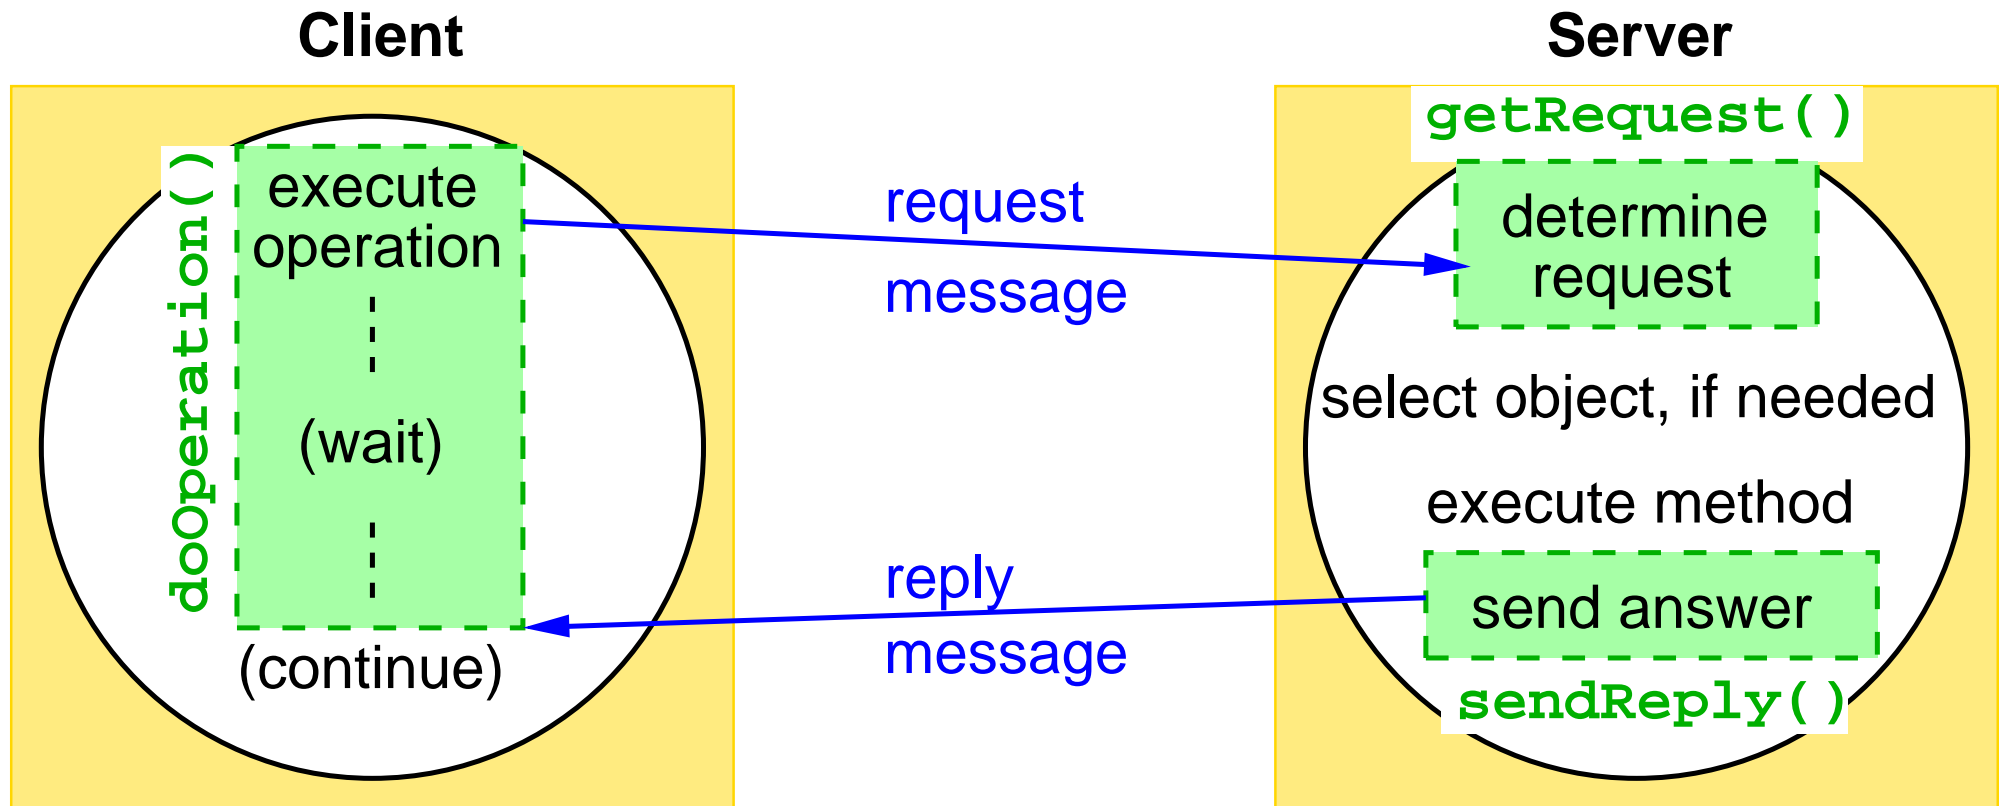 Client
doOperation()
execute
operation
(wait)
(continue)
request
message
reply
message
Server
getRequest()
determine
request
select object, if needed
execute method
send answer
sendReply()